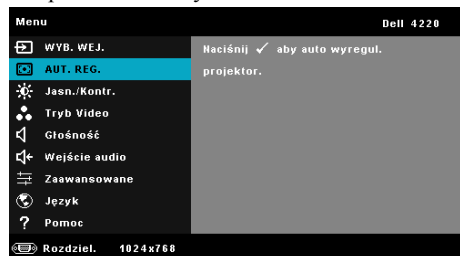 Menu Dell 4220
WYB. WEJ.
AUT. REG.
Jasn./Kontr.
Tryb Video
Głośność
Wejście audio
Zaawansowane
Język
? Pomoc
Naciśnij ✓ aby auto wyregul.
projektor.
Rozdziel. 1024x768